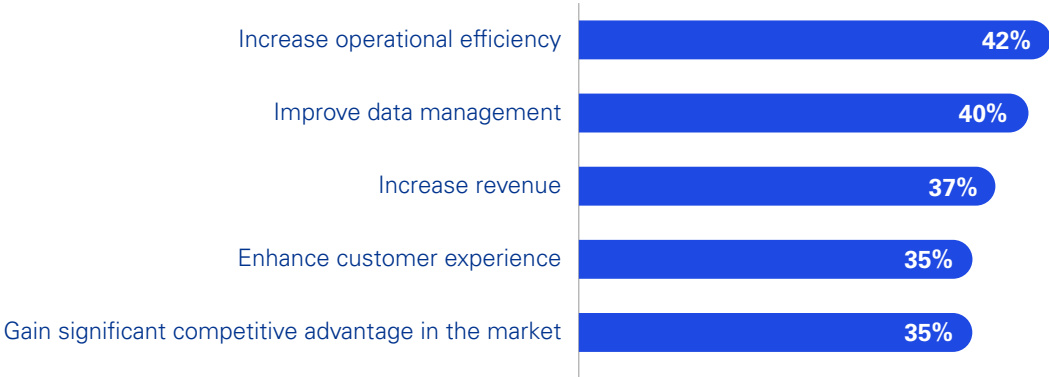 Increase operational efficiency 42%
Improve data management 40%
Increase revenue 37%
Enhance customer experience 35%
Gain significant competitive advantage in the market 35%